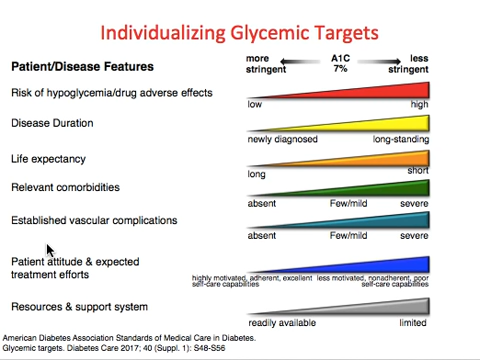 Individualizing Glycemic Targets
Patient/Disease Features
more stringent
A1C 7%
less stringent
Risk of hypoglycemia/drug adverse effects
low high
Disease Duration
newly diagnosed long-standing
Life expectancy
long short
Relevant comorbidities
absent Few/mild severe
Established vascular complications
absent Few/mild severe
Patient attitude & expected
treatment efforts
highly motivated, adherent, excellent less motivated, nonadherent, poor
self-care capabilities self-care capabilities
Resources & support system
readily available limited
American Diabetes Association Standards of Medical Care in Diabetes.
Glycemic targets. Diabetes Care 2017; 40 (Suppl. 1): S48-S56